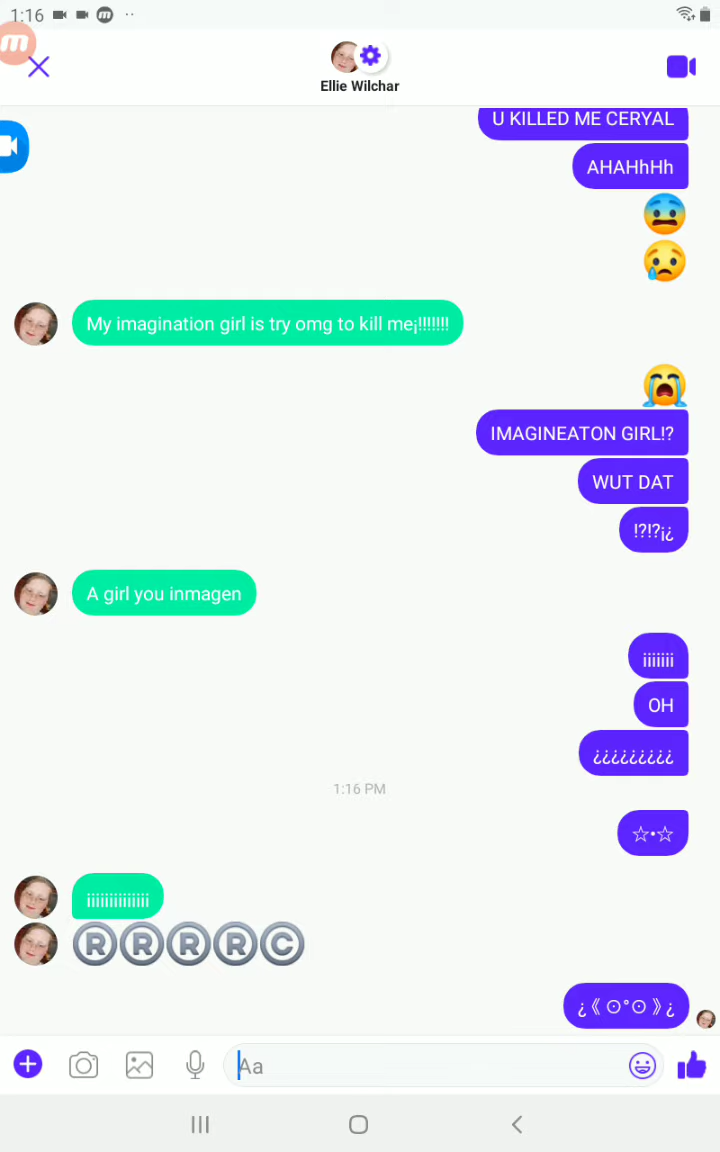 1:16
Ellie Wilchar
U KILLED ME CERYAL
AHAHhHh
😨
😢
My imagination girl is try omg to kill me¡!!!!!!!
😭
IMAGINEATON GIRL!?
WUT DAT
!?!?¡¿
A girl you inmagen
¡¡¡¡¡¡¡
OH
¿¿¿¿¿¿¿¿¿
1:16 PM
☆•☆
¡¡¡¡¡¡¡¡¡¡¡¡¡¡
®®®®©
¿《⊙°⊙》¿
Aa